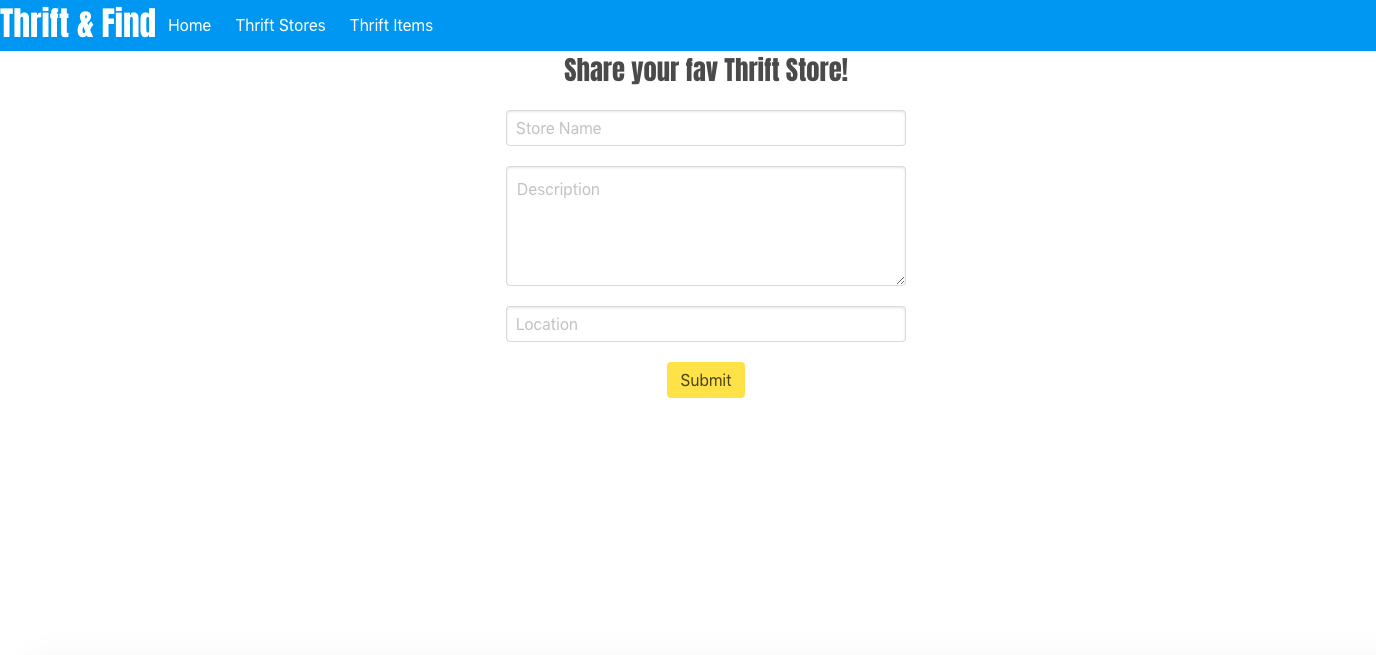 Thrift & Find Home Thrift Stores Thrift Items
Share your fav Thrift Store!
Store Name
Description
Location
Submit